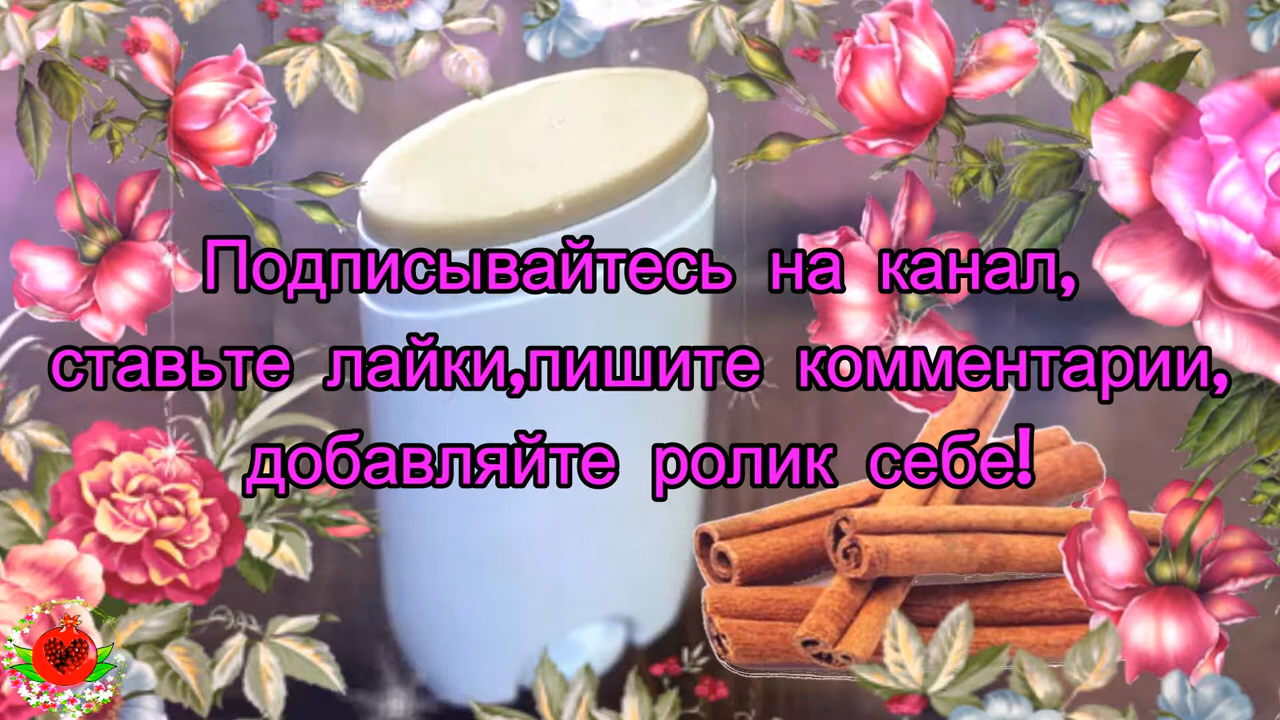 Подписывайтесь на канал,
ставьте лайки,пишите комментарии,
добавляйте ролик себе!